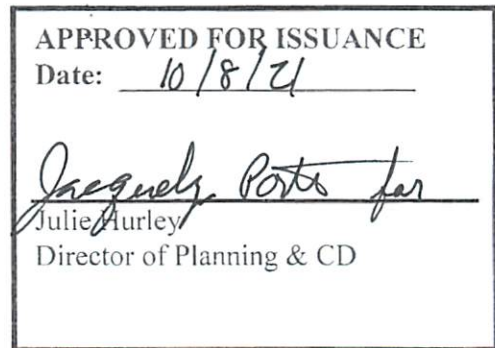 APPROVED FOR ISSUANCE
Date: 10/8/21
Jacquely Porto for
Julie Hurley
Director of Planning & CD